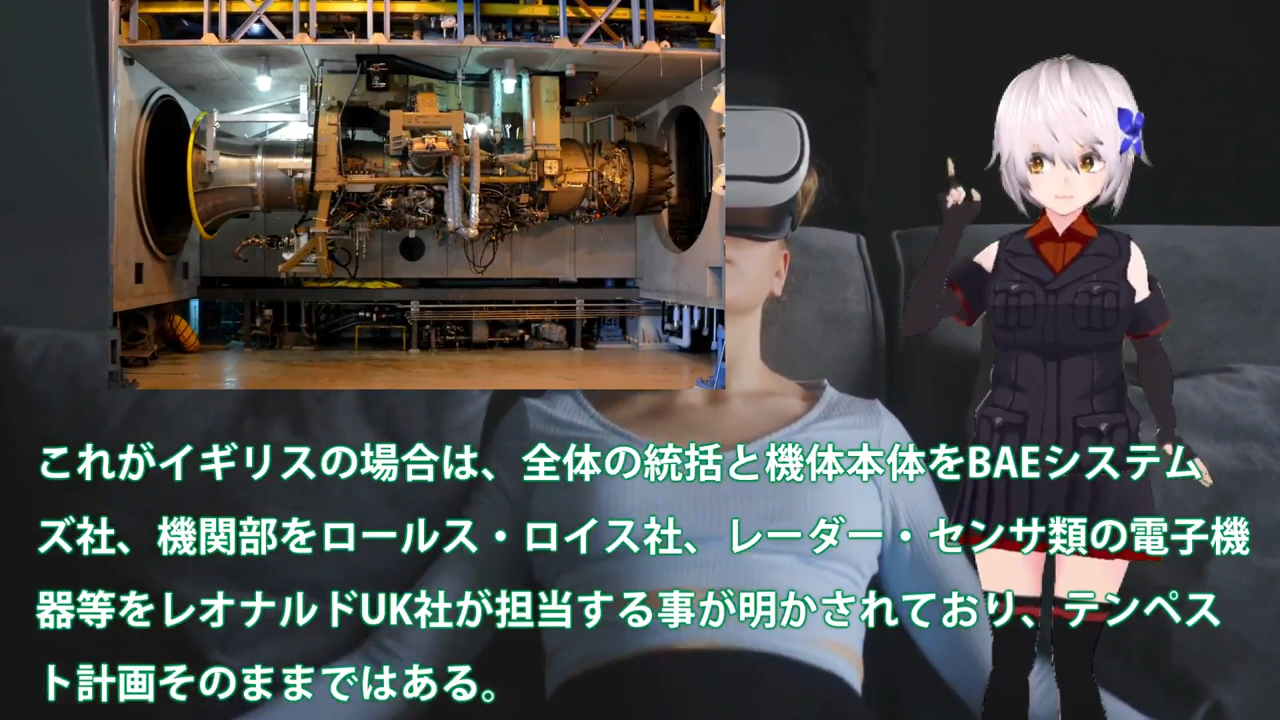 これがイギリスの場合は、全体の統括と機体本体をBAEシステム
ズ社、機関部をロールス・ロイス社、レーダー・センサ類の電子機
器等をレオナルドUK社が担当する事が明かされており、テンペス
ト計画そのままではある。